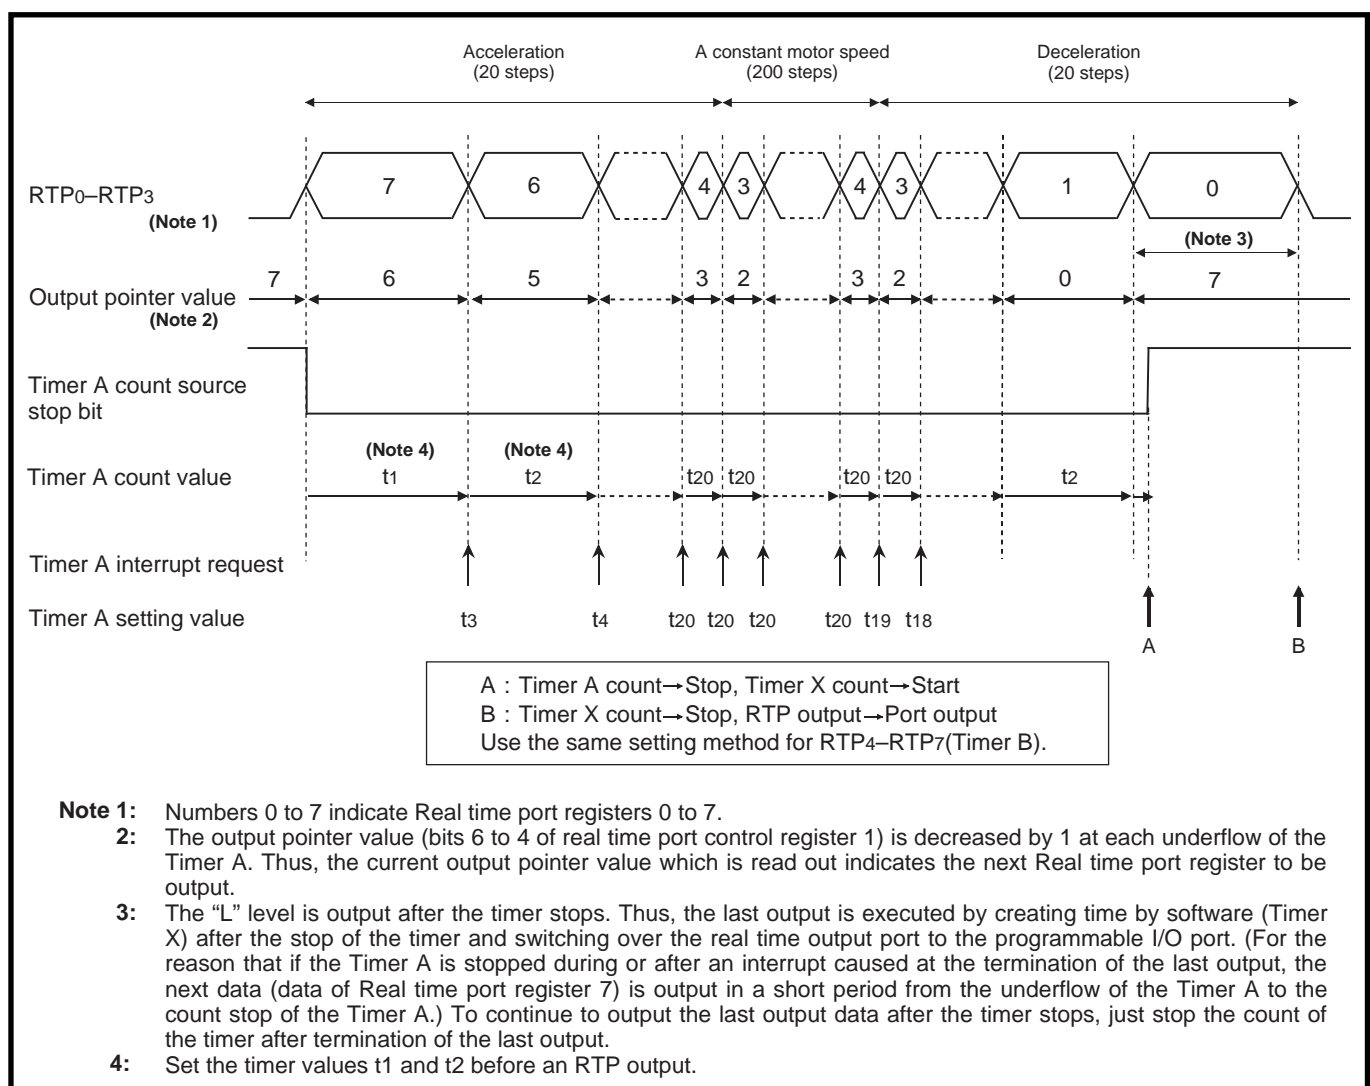 Acceleration
(20 steps)
A constant motor speed
(200 steps)
Deceleration
(20 steps)
RTP0–RTP3
(Note 1)
7 6 4 3 4 3 1 0
(Note 3)
Output pointer value
(Note 2)
7 6 5 3 2 3 2 0 7
Timer A count source
stop bit
(Note 4) (Note 4)
Timer A count value
t1 t2 t20 t20 t20 t20 t2
Timer A interrupt request
Timer A setting value
t3 t4 t20 t20 t20 t20 t19 t18
A B
A : Timer A count→Stop, Timer X count→Start
B : Timer X count→Stop, RTP output→Port output
Use the same setting method for RTP4–RTP7(Timer B).
Note 1: Numbers 0 to 7 indicate Real time port registers 0 to 7.
2: The output pointer value (bits 6 to 4 of real time port control register 1) is decreased by 1 at each underflow of the
Timer A. Thus, the current output pointer value which is read out indicates the next Real time port register to be
output.
3: The “L” level is output after the timer stops. Thus, the last output is executed by creating time by software (Timer
X) after the stop of the timer and switching over the real time output port to the programmable I/O port. (For the
reason that if the Timer A is stopped during or after an interrupt caused at the termination of the last output, the
next data (data of Real time port register 7) is output in a short period from the underflow of the Timer A to the
count stop of the Timer A.) To continue to output the last output data after the timer stops, just stop the count of
the timer after termination of the last output.
4: Set the timer values t1 and t2 before an RTP output.